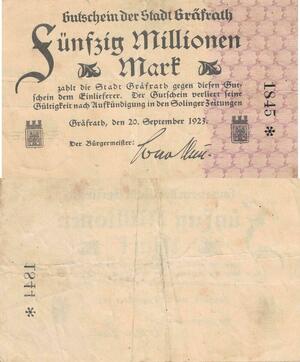 Gutschein der Stadt Gräfrath
Fünfzig Millionen
Mark
zahlt die Stadt Gräfrath gegen diesen Gut-
schein dem Einlieferer. Der Gutschein verliert seine
Gültigkeit nach Aufkündigung in den Solinger Zeitungen
Gräfrath, den 20. September 1923.
Der Bürgermeister:
1845 *